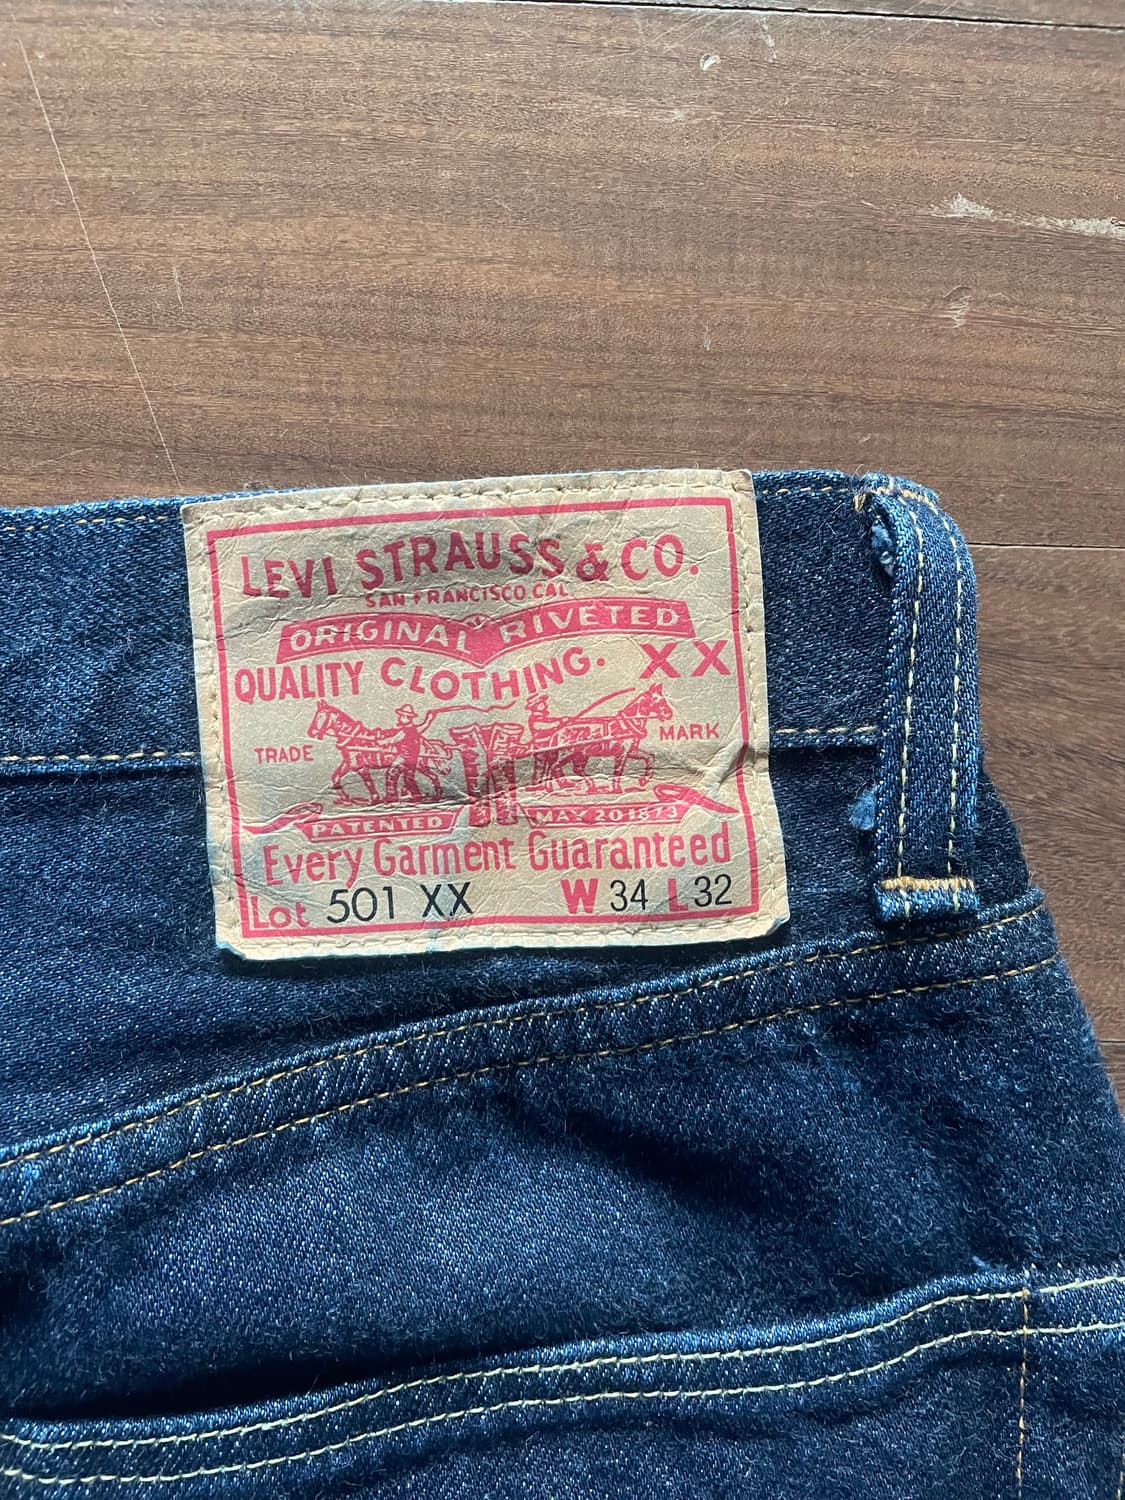 LEVI STRAUSS & CO.
SAN FRANCISCO CAL
ORIGINAL RIVETED
QUALITY CLOTHING. XX
TRADE MARK
PATENTED MAY 20 1873
Every Garment Guaranteed
Lot 501 XX W 34 L 32